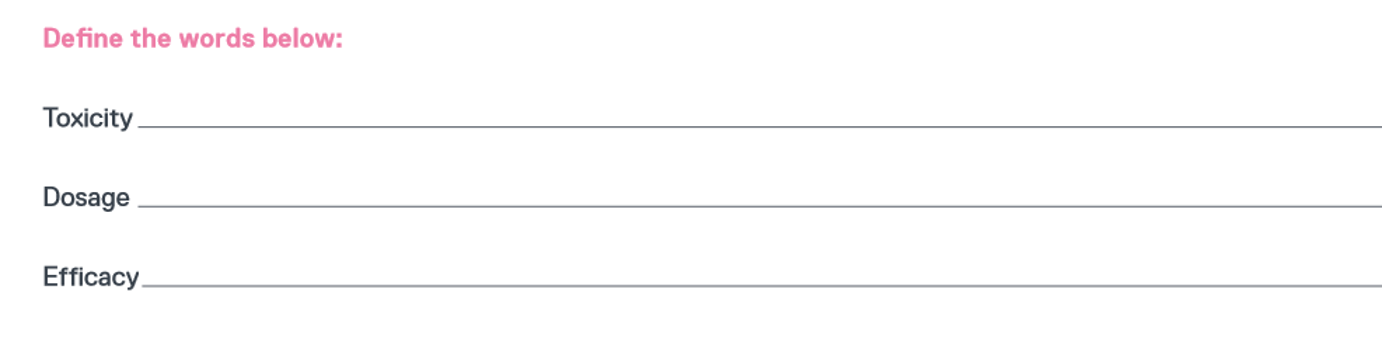 Define the words below:
Toxicity
Dosage
Efficacy